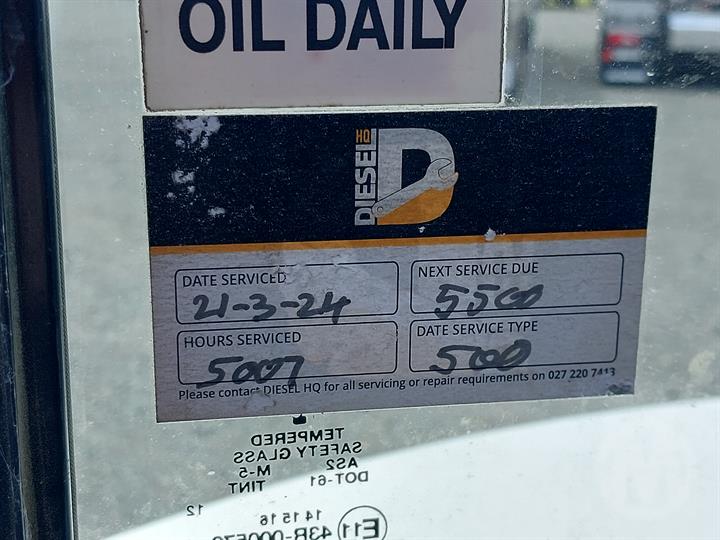 OIL DAILY
DIESEL HQ
DATE SERVICED
21-3-24
NEXT SERVICE DUE
5500
HOURS SERVICED
5007
DATE SERVICE TYPE
500
Please contact DIESEL HQ for all servicing or repair requirements on 027 220 7413
TEMPERED
SAFETY GLASS
AS2 M-5
DOT-61 TINT
12
14 15 16
E11 43R-000570